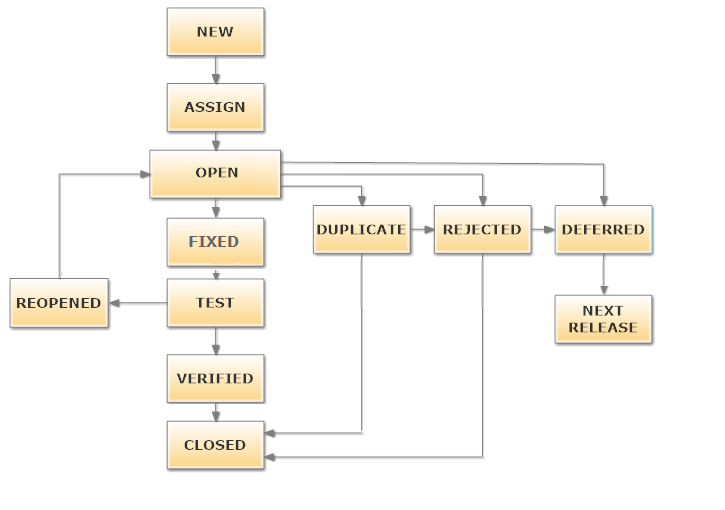 NEW
ASSIGN
OPEN
FIXED
DUPLICATE
REJECTED
DEFERRED
REOPENED
TEST
NEXT
RELEASE
VERIFIED
CLOSED